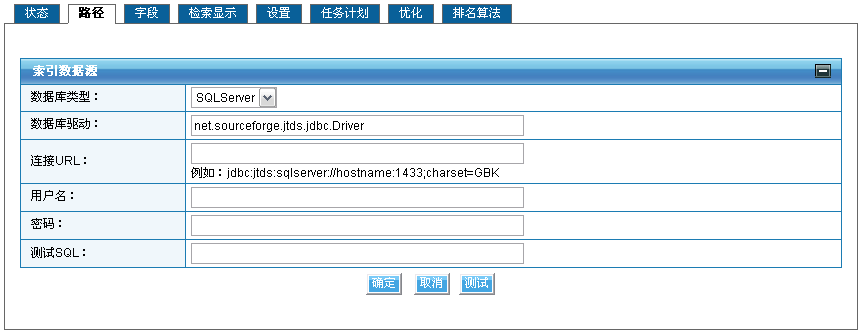 状态 路径 字段 检索显示 设置 任务计划 优化 排名算法
索引数据源
数据库类型： SQLServer
数据库驱动： net.sourceforge.jtds.jdbc.Driver
连接URL：
例如：jdbc:jtds:sqlserver://hostname:1433;charset=GBK
用户名：
密码：
测试SQL：
确定 取消 测试